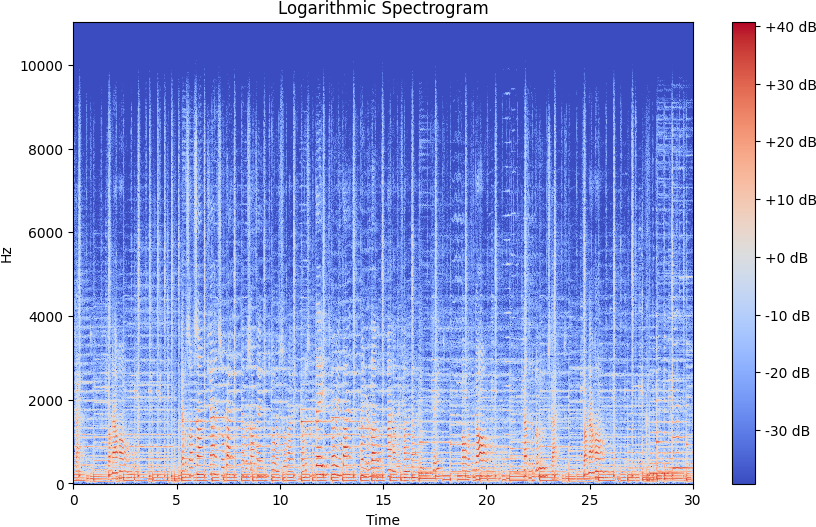 Logarithmic Spectrogram
10000
8000
6000
4000
2000
0
Hz
0 5 10 15 20 25 30
Time
+40 dB
+30 dB
+20 dB
+10 dB
+0 dB
-10 dB
-20 dB
-30 dB